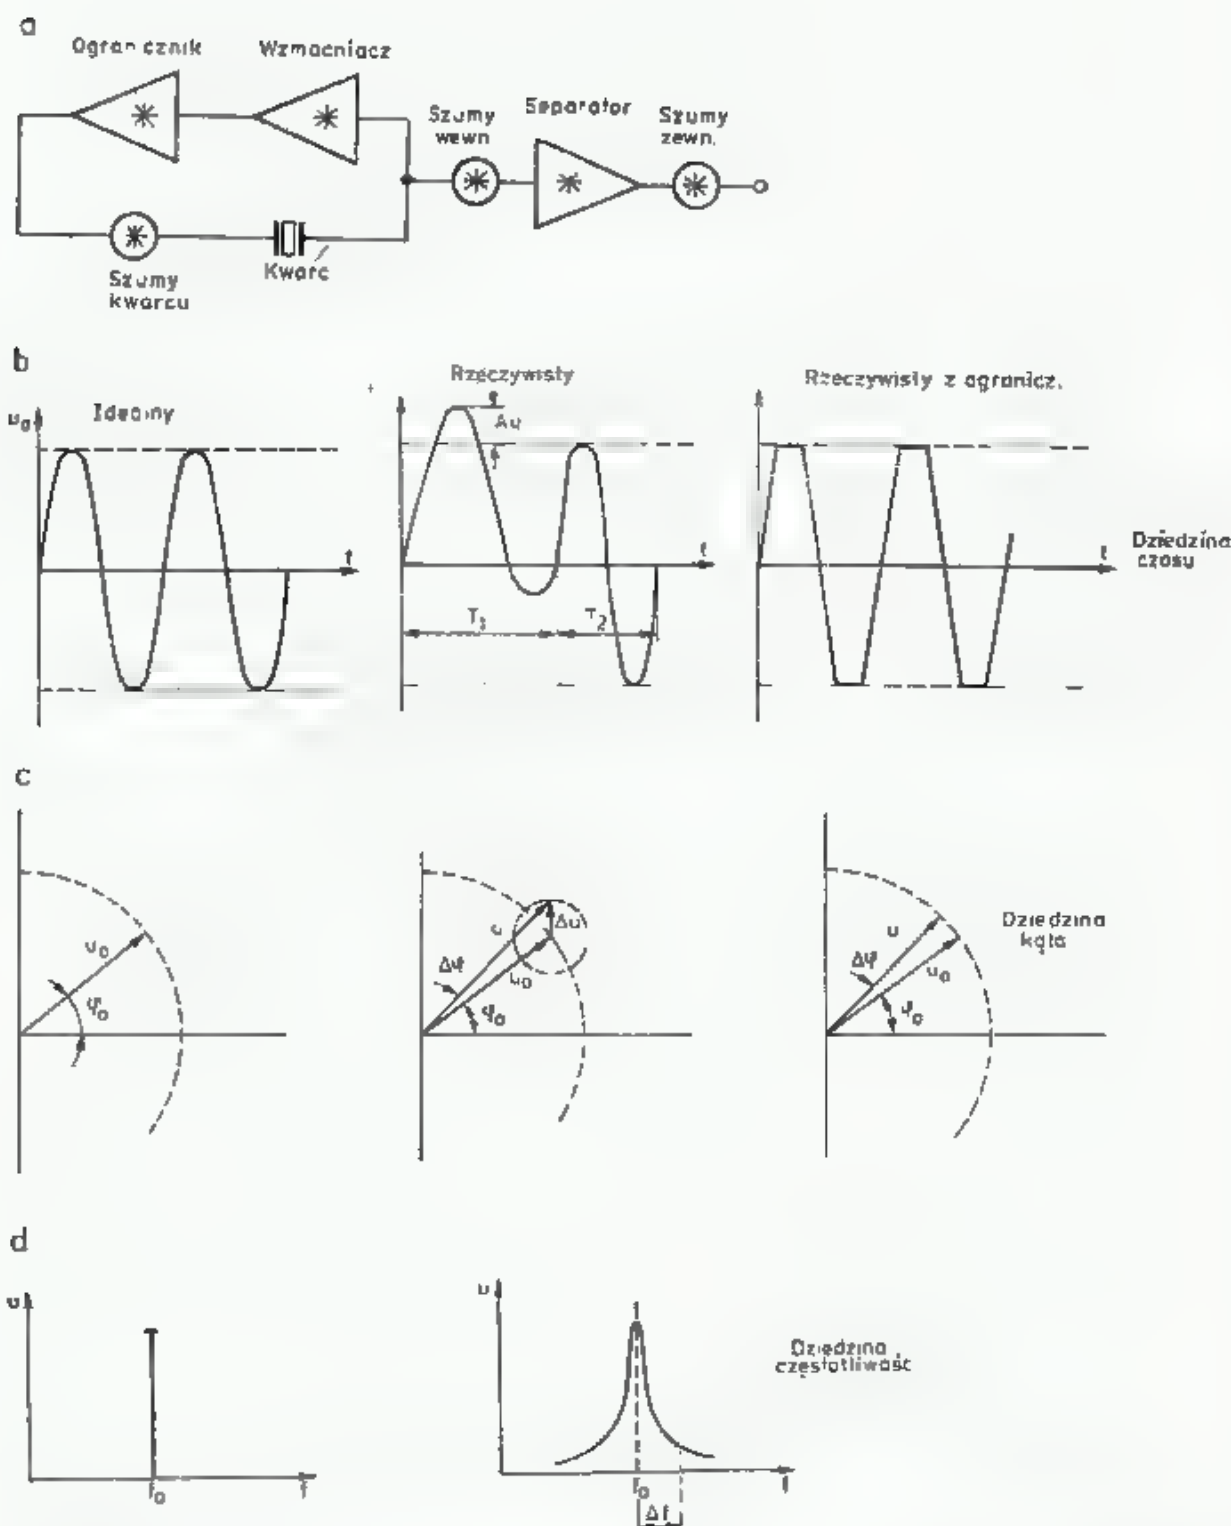 a
Ogranicznik
Wzmacniacz
Szumy
wewn
Separator
Szumy
zewn.
Szumy
kwarcu
Kwarc
b
u₀
Idealny
t
Rzeczywisty
Δu
t
T₁
T₂
Rzeczywisty z ogranicz.
t
Dziedzina
czasu
c
u₀
φ₀
u
Δu
Δφ
u₀
φ₀
u
Δφ
u₀
φ₀
Dziedzina
kąta
d
u
f₀
f
u
f₀
f
Δf
Dziedzina
częstotliwość